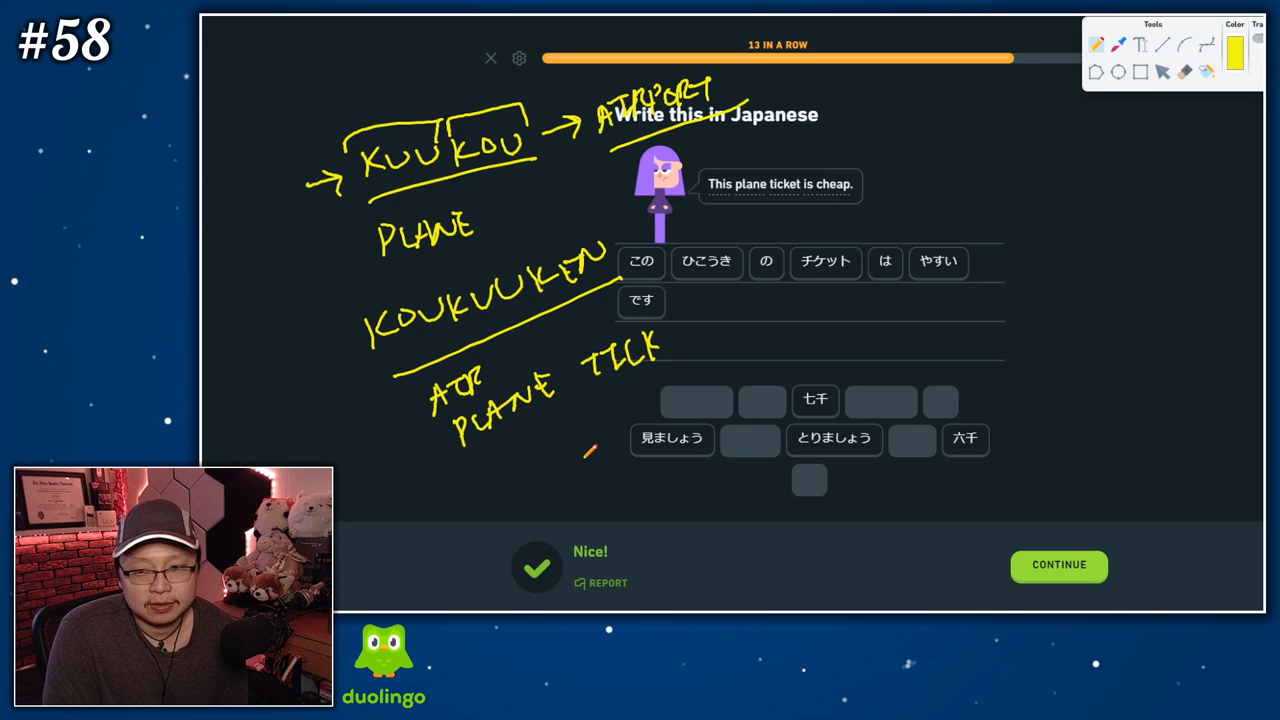 #58
13 IN A ROW
Tools
Color
Tra
Write this in Japanese
KUUKOU → AIRPORT
PLANE
KOUKUUKEN
AIR
PLANE TICK
This plane ticket is cheap.
この ひこうき の チケット は やすい
です
七千
見ましょう とりましょう 六千
Nice!
REPORT
CONTINUE
duolingo